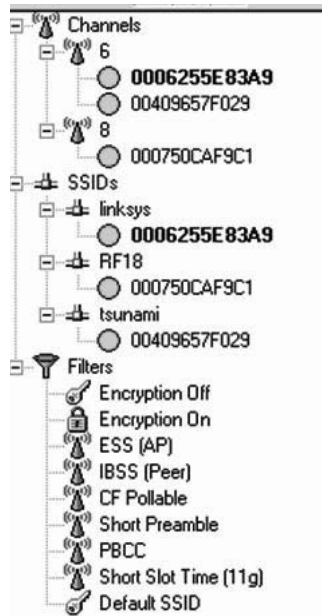 Channels
6
0006255E83A9
00409657F029
8
000750CAF9C1
SSIDs
linksys
0006255E83A9
RF18
000750CAF9C1
tsunami
00409657F029
Filters
Encryption Off
Encryption On
ESS (AP)
IBSS (Peer)
CF Pollable
Short Preamble
PBCC
Short Slot Time (11g)
Default SSID